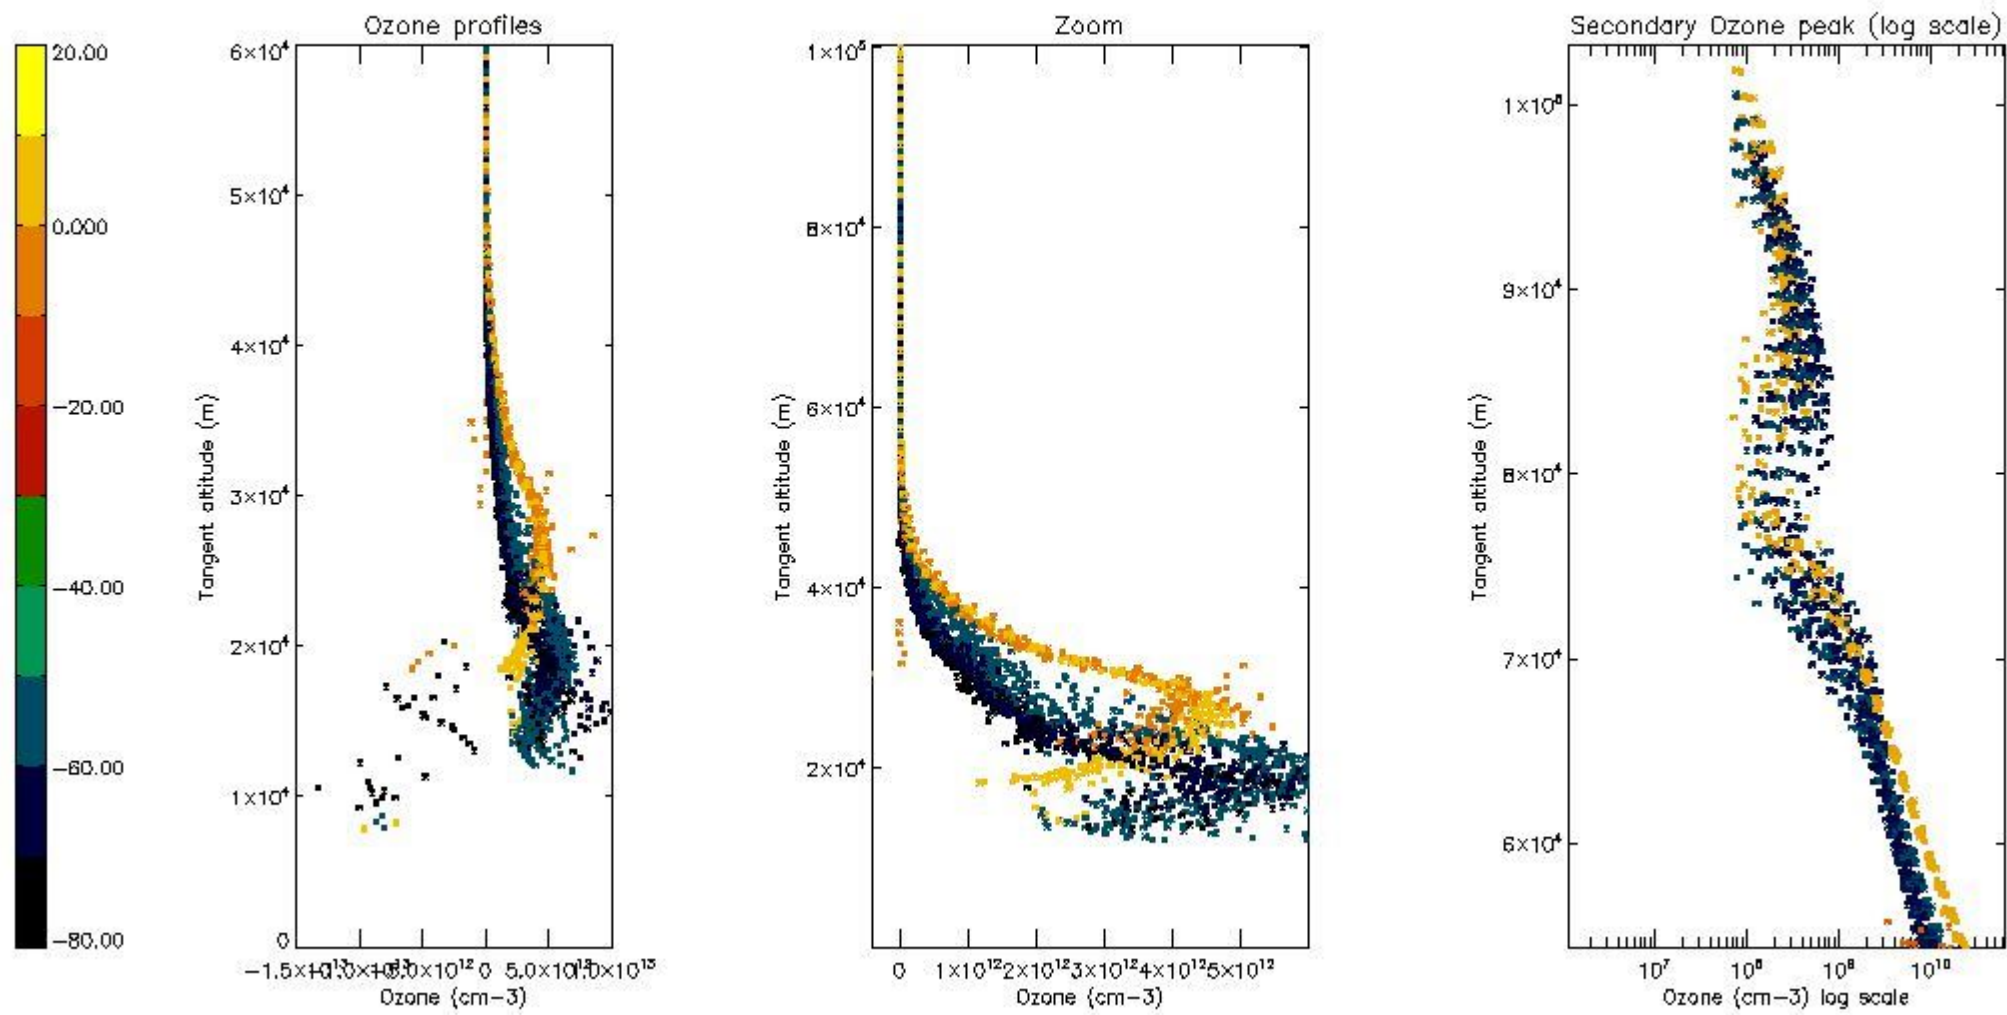 Ozone profiles
Zoom
Secondary Ozone peak (log scale)
20.00
0.000
−20.00
−40.00
−60.00
−80.00
6×10⁴
5×10⁴
4×10⁴
3×10⁴
2×10⁴
1×10⁴
0
Tangent altitude (m)
0
Ozone (cm−3)
1×10⁵
8×10⁴
6×10⁴
4×10⁴
2×10⁴
Tangent altitude (m)
0 1×10¹² 2×10¹² 3×10¹² 4×10¹² 5×10¹²
Ozone (cm−3)
9×10⁴
8×10⁴
7×10⁴
6×10⁴
Tangent altitude (m)
10⁷ 10⁹ 10¹⁰
Ozone (cm−3) log scale